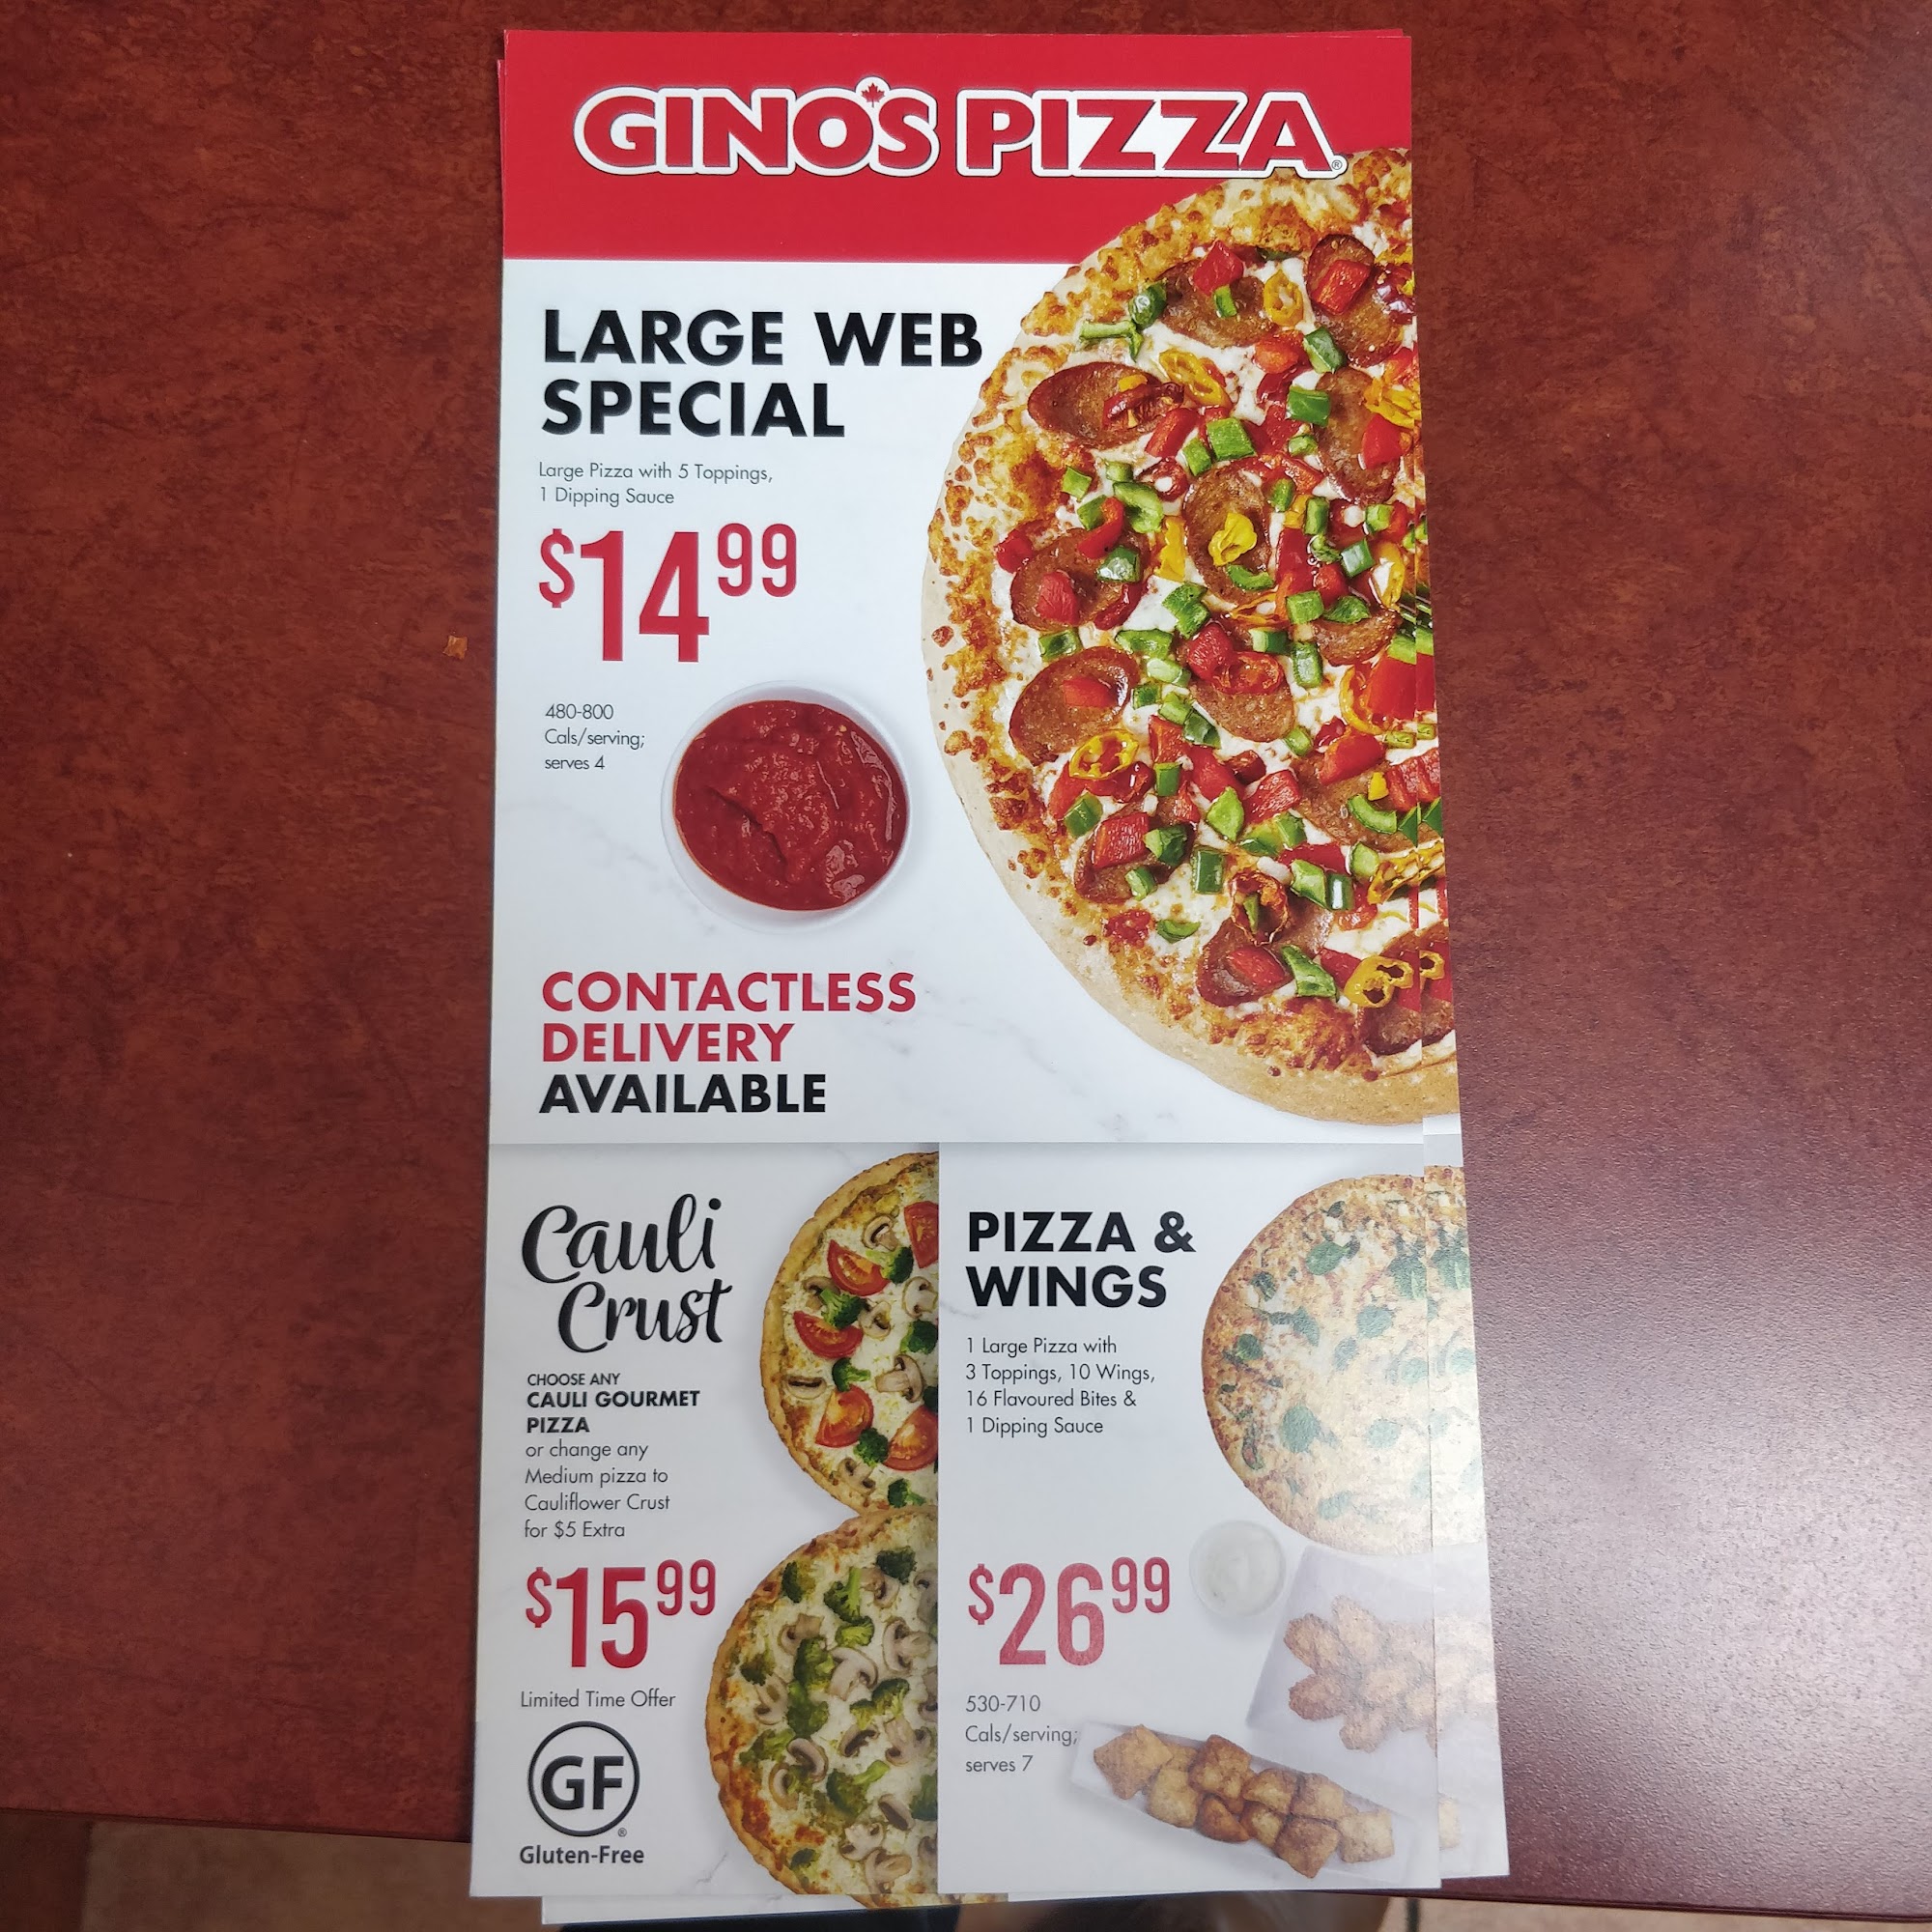 GINO'S PIZZA®
LARGE WEB
SPECIAL
Large Pizza with 5 Toppings,
1 Dipping Sauce
$14 99
480-800
Cals/serving;
serves 4
CONTACTLESS
DELIVERY
AVAILABLE
Cauli
Crust
CHOOSE ANY
CAULI GOURMET
PIZZA
or change any
Medium pizza to
Cauliflower Crust
for $5 Extra
$15 99
Limited Time Offer
GF®
Gluten-Free
PIZZA &
WINGS
1 Large Pizza with
3 Toppings, 10 Wings,
16 Flavoured Bites &
1 Dipping Sauce
$26 99
530-710
Cals/serving;
serves 7